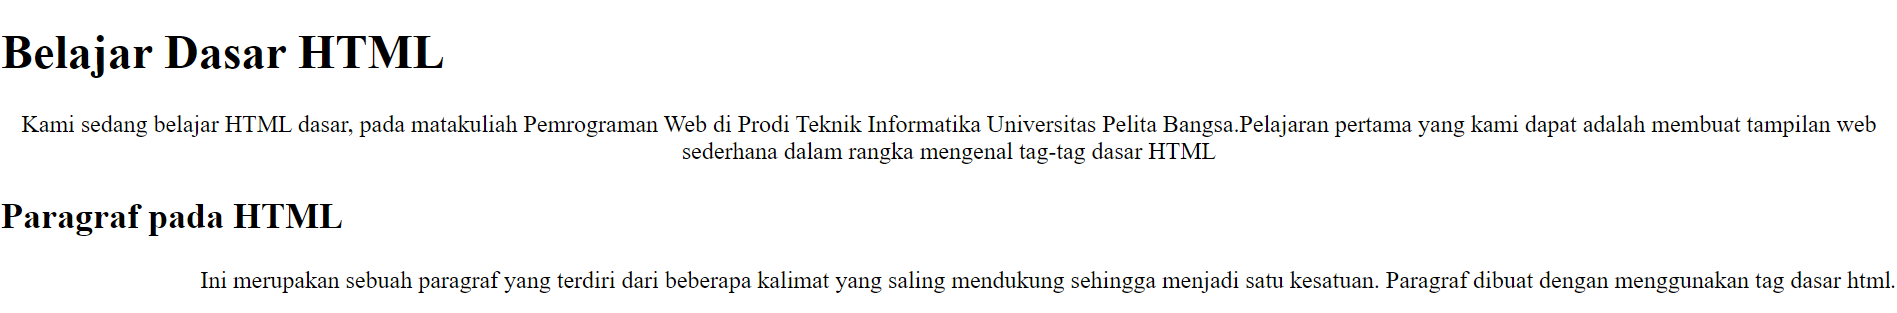 Belajar Dasar HTML
Kami sedang belajar HTML dasar, pada matakuliah Pemrograman Web di Prodi Teknik Informatika Universitas Pelita Bangsa.Pelajaran pertama yang kami dapat adalah membuat tampilan web
sederhana dalam rangka mengenal tag-tag dasar HTML
Paragraf pada HTML
Ini merupakan sebuah paragraf yang terdiri dari beberapa kalimat yang saling mendukung sehingga menjadi satu kesatuan. Paragraf dibuat dengan menggunakan tag dasar html.